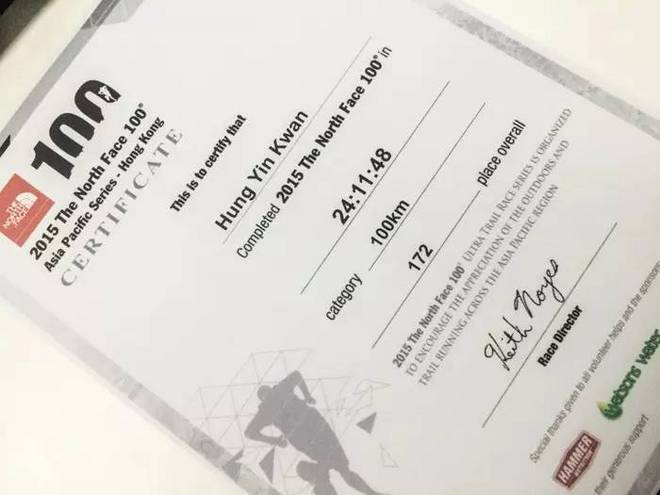 THE
NORTH
FACE
100
2015 The North Face 100®
Asia Pacific Series - Hong Kong
CERTIFICATE
This is to certify that
Hung Yin Kwan
Completed 2015 The North Face 100® in
24:11:48
category 100km
172 place overall
2015 The North Face 100® ULTRA TRAIL RACE SERIES IS ORGANIZED
TO ENCOURAGE THE APPRECIATION OF THE OUTDOORS AND
TRAIL RUNNING ACROSS THE ASIA PACIFIC REGION
Keith Noyes
Race Director
Special thanks given to all volunteer helps and the sponsors
their generous support
HAMMER
NUTRITION
watsons water